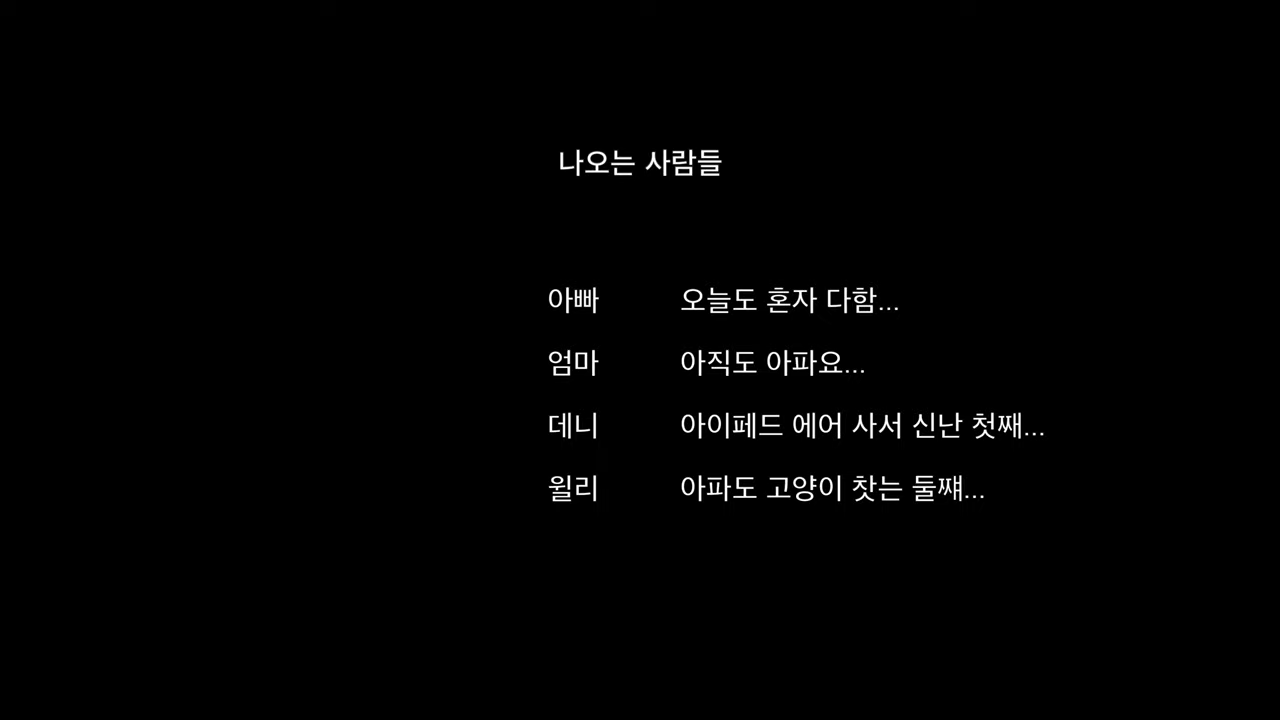 나오는 사람들
아빠 오늘도 혼자 다함...
엄마 아직도 아파요...
데니 아이페드 에어 사서 신난 첫째...
윌리 아파도 고양이 찻는 둘쨰...